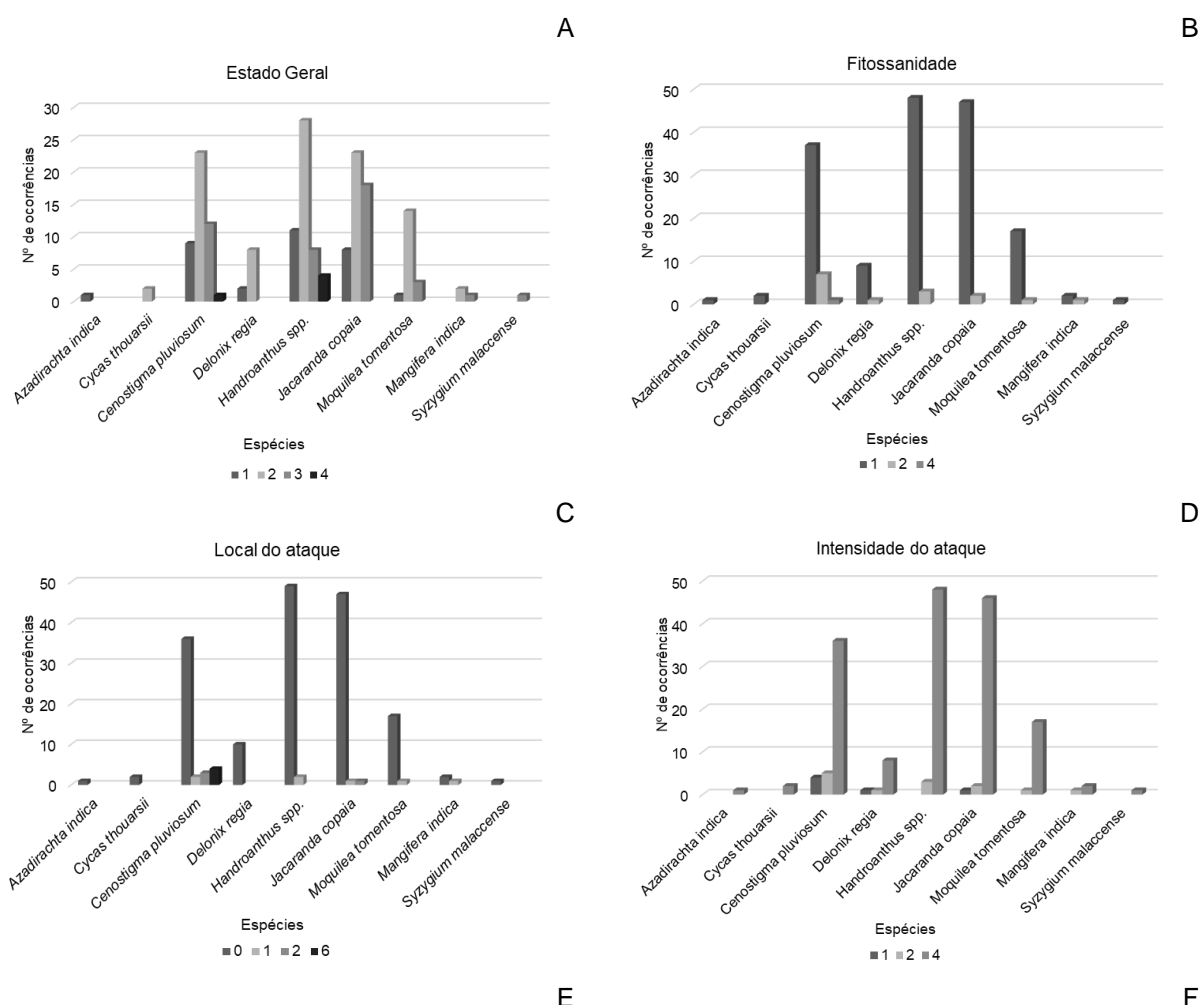 A
Estado Geral
Nº de ocorrências
30
25
20
15
10
5
0
Azadirachta indica
Cycas thouarsii
Cenostigma pluviosum
Delonix regia
Handroanthus spp.
Jacaranda copaia
Moquilea tomentosa
Mangifera indica
Syzygium malaccense
Espécies
1 2 3 4
B
Fitossanidade
Nº de ocorrências
50
40
30
20
10
0
Azadirachta indica
Cycas thouarsii
Cenostigma pluviosum
Delonix regia
Handroanthus spp.
Jacaranda copaia
Moquilea tomentosa
Mangifera indica
Syzygium malaccense
Espécies
1 2 4
C
Local do ataque
Nº de ocorrências
50
40
30
20
10
0
Azadirachta indica
Cycas thouarsii
Cenostigma pluviosum
Delonix regia
Handroanthus spp.
Jacaranda copaia
Moquilea tomentosa
Mangifera indica
Syzygium malaccense
Espécies
0 1 2 6
D
Intensidade do ataque
Nº de ocorrências
50
40
30
20
10
0
Azadirachta indica
Cycas thouarsii
Cenostigma pluviosum
Delonix regia
Handroanthus spp.
Jacaranda copaia
Moquilea tomentosa
Mangifera indica
Syzygium malaccense
Espécies
1 2 4
E
F